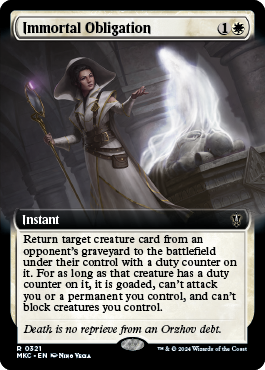 Immortal Obligation 1
Instant
Return target creature card from an
opponent's graveyard to the battlefield
under their control with a duty counter on
it. For as long as that creature has a duty
counter on it, it is goaded, can't attack
you or a permanent you control, and can't
block creatures you control.
Death is no reprieve from an Orzhov debt.
R 0321
MKC • EN Nino Vecia
™ & © 2024 Wizards of the Coast